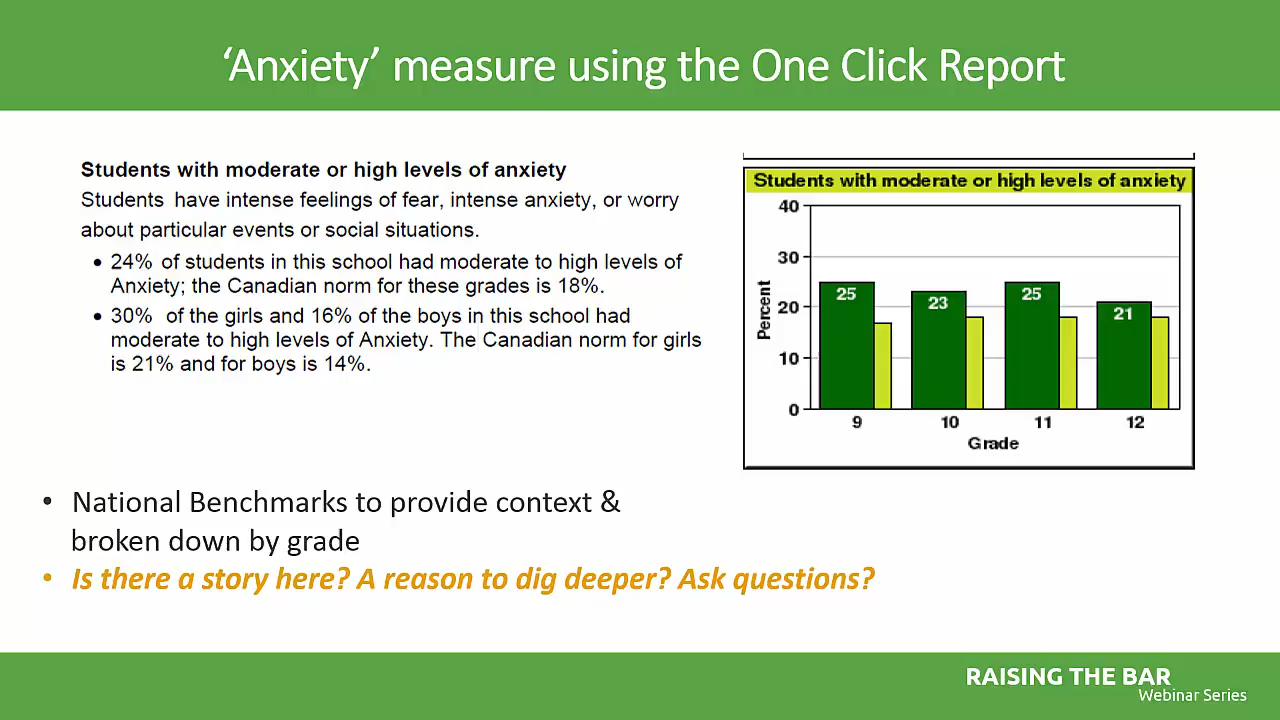 ‘Anxiety’ measure using the One Click Report
Students with moderate or high levels of anxiety
Students have intense feelings of fear, intense anxiety, or worry
about particular events or social situations.
• 24% of students in this school had moderate to high levels of
Anxiety; the Canadian norm for these grades is 18%.
• 30% of the girls and 16% of the boys in this school had
moderate to high levels of Anxiety. The Canadian norm for girls
is 21% and for boys is 14%.
Students with moderate or high levels of anxiety
40
30
20
10
0
Percent
25
23
25
21
9 10 11 12
Grade
• National Benchmarks to provide context &
broken down by grade
• Is there a story here? A reason to dig deeper? Ask questions?
RAISING THE BAR
Webinar Series